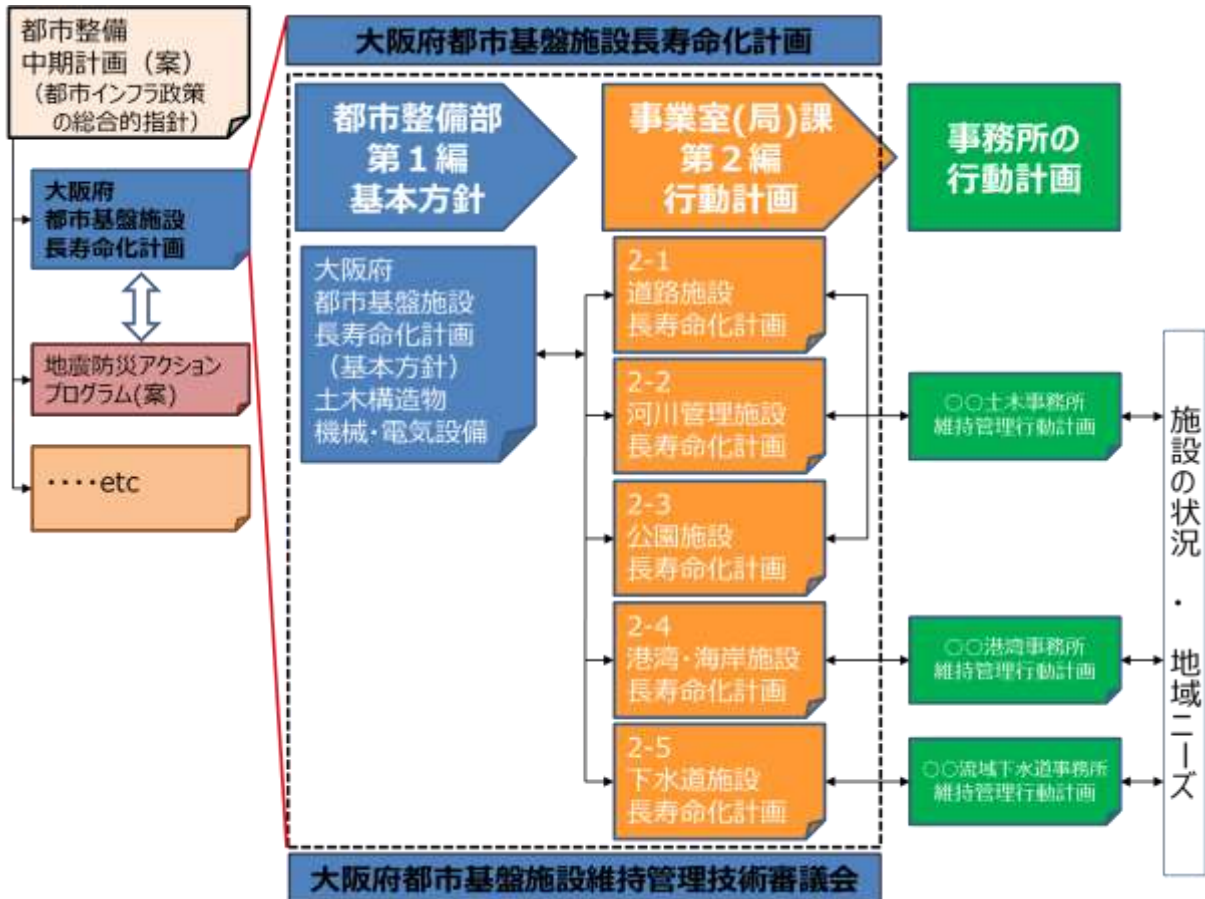 都市整備
中期計画（案）
（都市インフラ政策
の総合的指針）
大阪府
都市基盤施設
長寿命化計画
地震防災アクション
プログラム(案)
・・・・etc
大阪府都市基盤施設長寿命化計画
都市整備部
第１編
基本方針
事業室(局)課
第２編
行動計画
事務所の
行動計画
大阪府
都市基盤施設
長寿命化計画
（基本方針）
土木構造物
機械・電気設備
2-1
道路施設
長寿命化計画
2-2
河川管理施設
長寿命化計画
2-3
公園施設
長寿命化計画
2-4
港湾・海岸施設
長寿命化計画
2-5
下水道施設
長寿命化計画
〇〇土木事務所
維持管理行動計画
〇〇港湾事務所
維持管理行動計画
〇〇流域下水道事務所
維持管理行動計画
施設の状況・地域ニーズ
大阪府都市基盤施設維持管理技術審議会